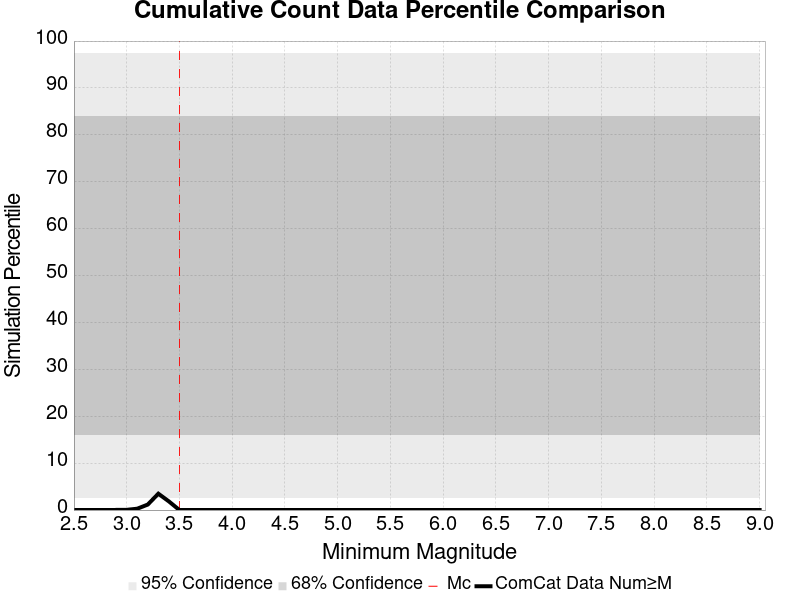 Cumulative Count Data Percentile Comparison
100
90
80
70
60
50
40
30
20
10
0
Simulation Percentile
2.5 3.0 3.5 4.0 4.5 5.0 5.5 6.0 6.5 7.0 7.5 8.0 8.5 9.0
Minimum Magnitude
95% Confidence 68% Confidence Mc ComCat Data Num≥M